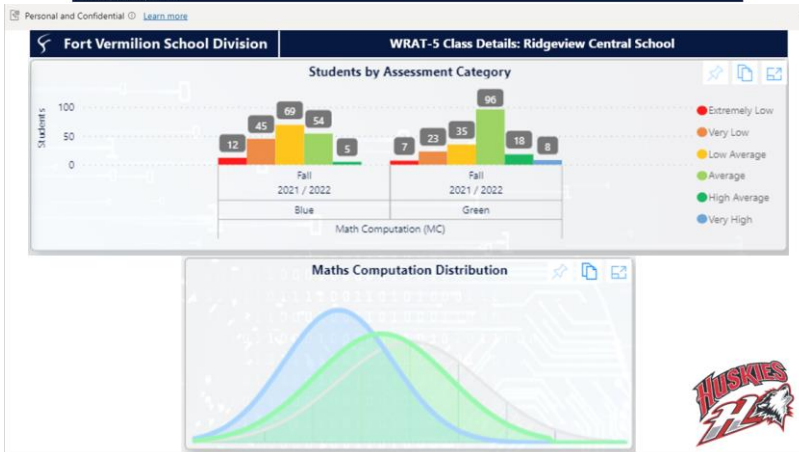 Personal and Confidential Learn more
Fort Vermilion School Division
WRAT-5 Class Details: Ridgeview Central School
Students by Assessment Category
Students
100
50
0
12
45
69
54
5
7
23
35
96
18
8
Fall
2021 / 2022
Fall
2021 / 2022
Blue
Green
Math Computation (MC)
Extremely Low
Very Low
Low Average
Average
High Average
Very High
Maths Computation Distribution
HUSKIES
H